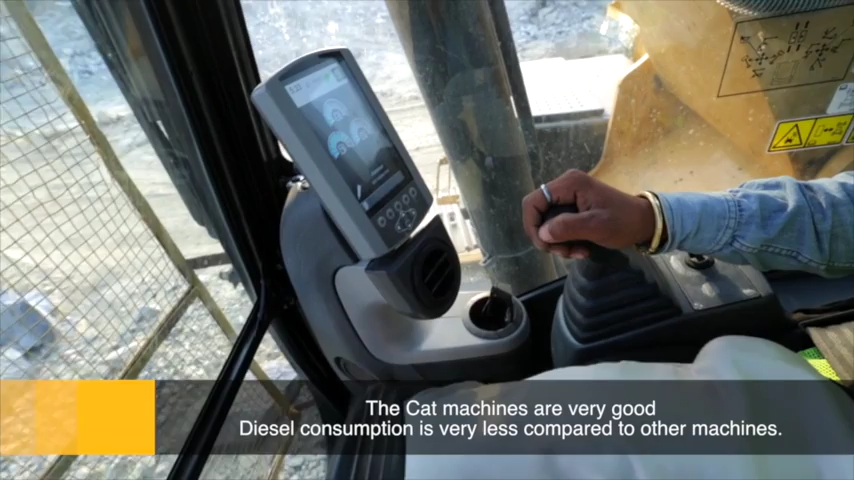 The Cat machines are very good
Diesel consumption is very less compared to other machines.